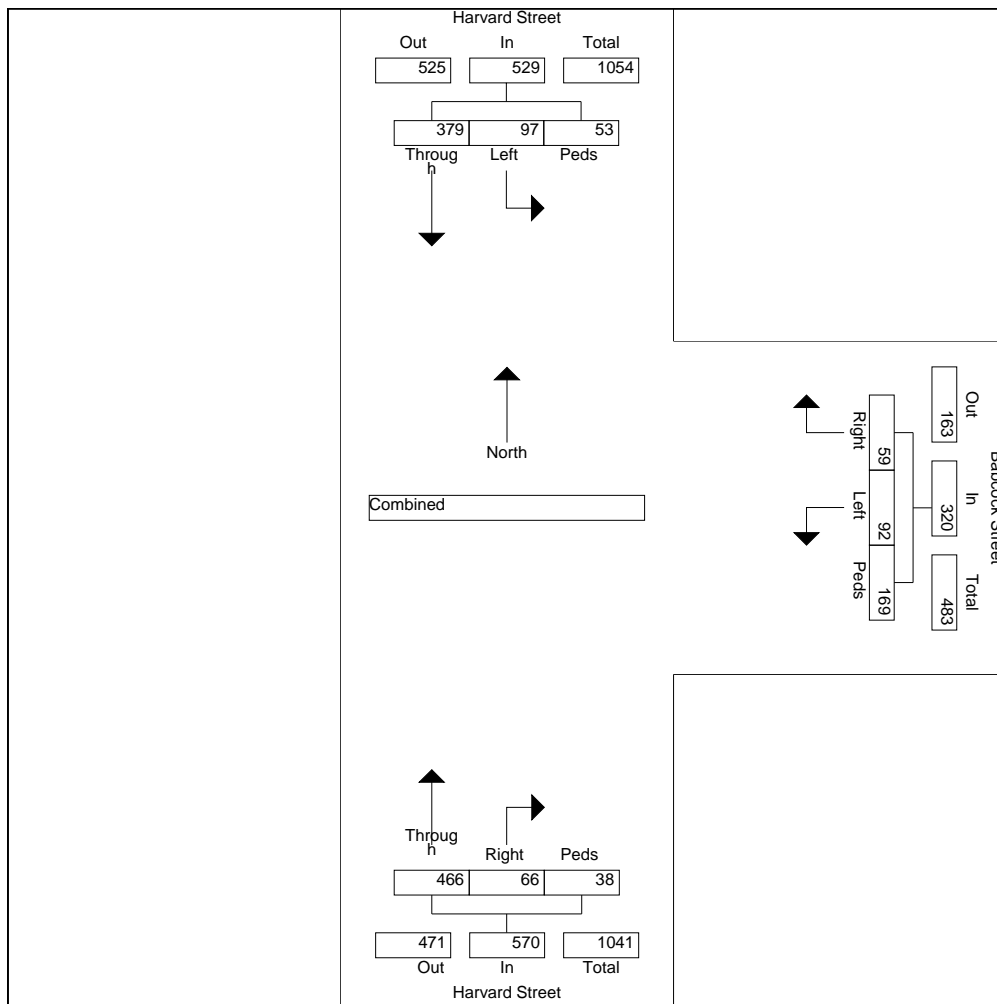 Harvard Street
Out In Total
525 529 1054
379 97 53
Throug
h
Left Peds
North
Combined
Right Left Peds
59 92 169
163 320 483
Out In Total
Babcock Street
Throug
h
Right Peds
466 66 38
471 570 1041
Out In Total
Harvard Street